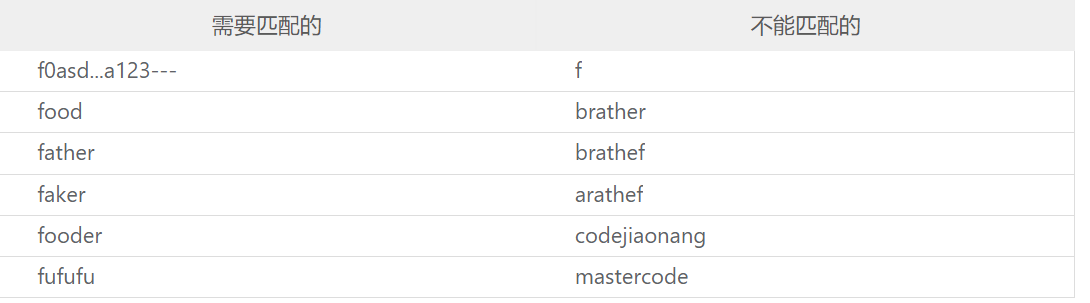 需要匹配的 不能匹配的
f0asd...a123--- f
food brather
father brathef
faker arathef
fooder codejiaonang
fufufu mastercode